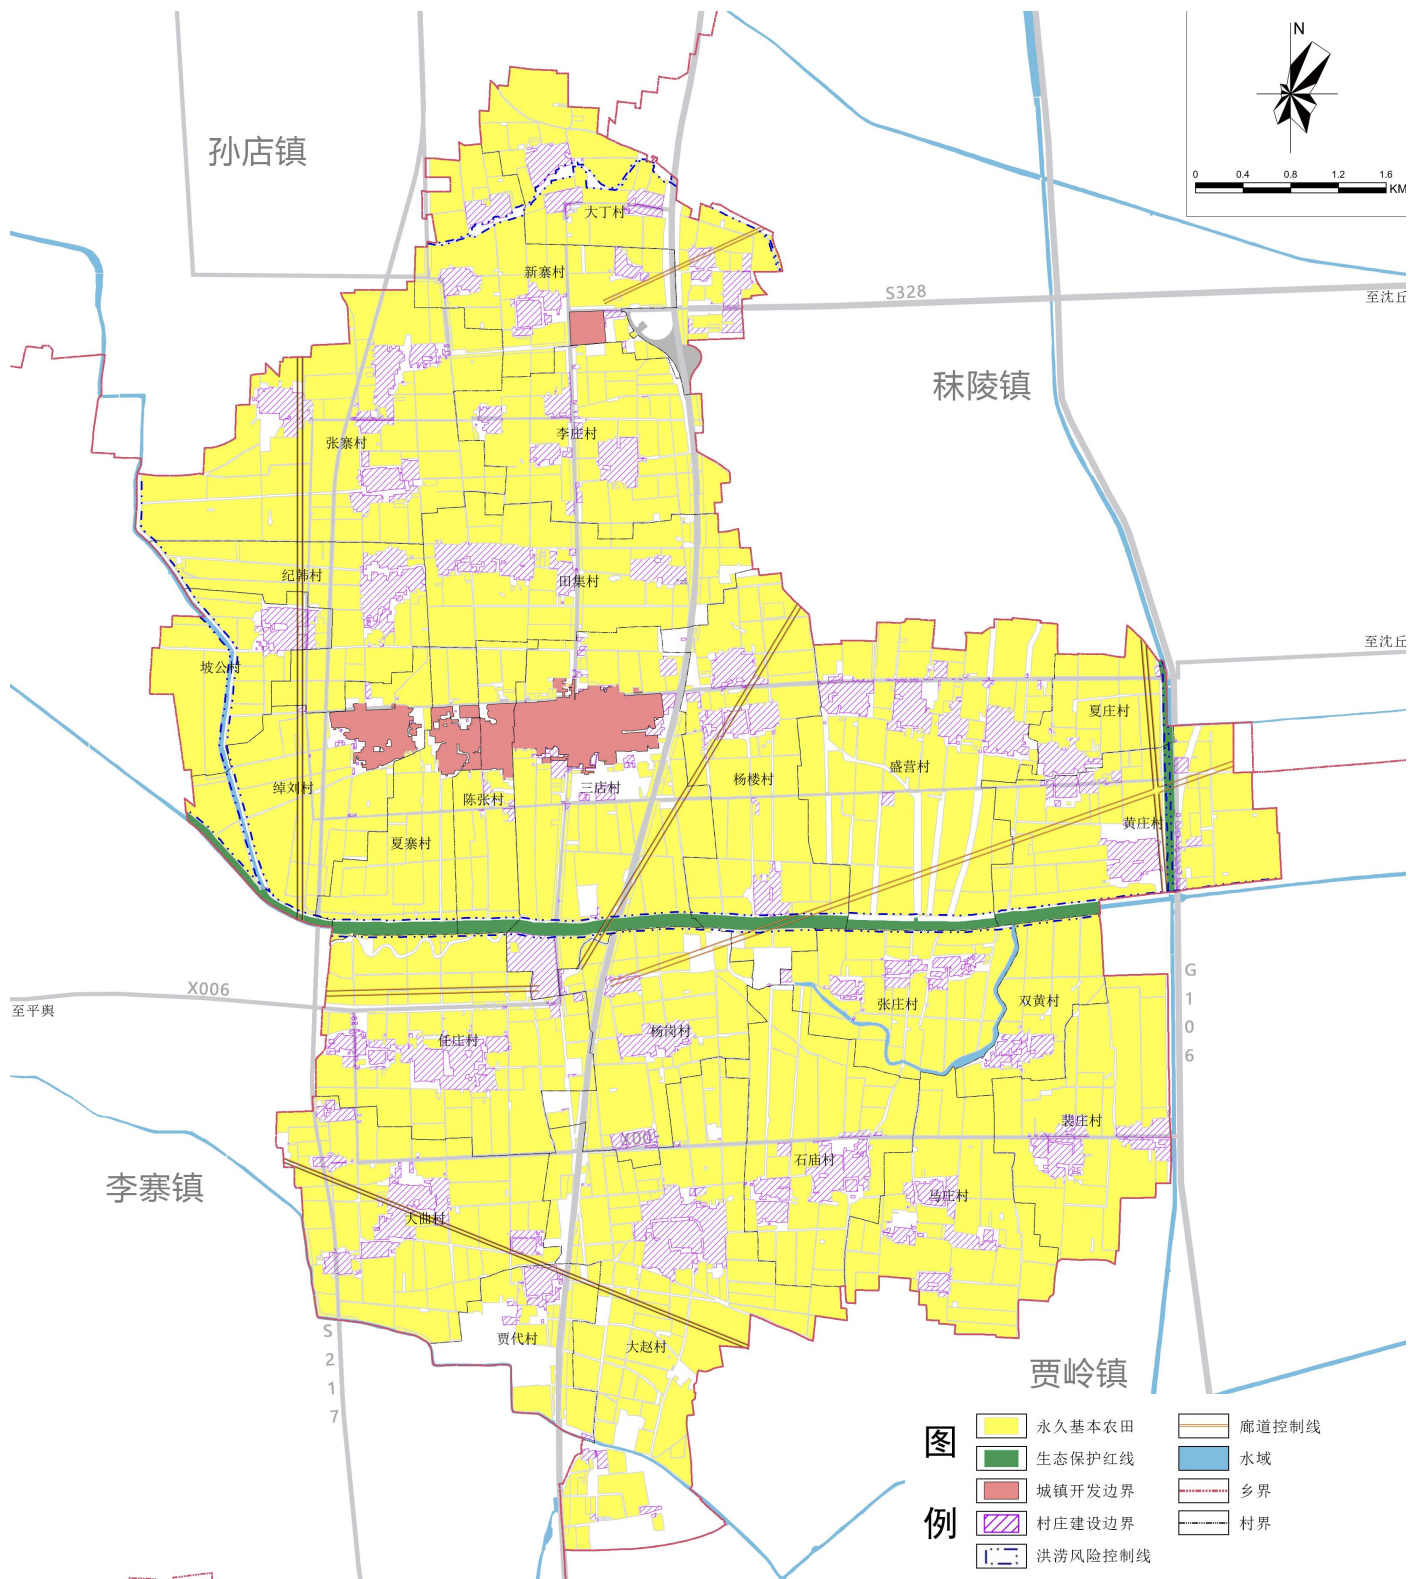 N
0 0.4 0.8 1.2 1.6
KM
孙店镇
大丁村
新寨村
S328
至沈丘
秣陵镇
张寨村
李庄村
纪韩村
田集村
至沈丘
坡公村
夏庄村
绰刘村
陈张村
三店村
杨楼村
盛营村
夏寨村
黄庄村
X006
至平舆
G106
张庄村
双黄村
任庄村
杨岗村
裴庄村
X00
石庙村
李寨镇
马庄村
大曲村
S217
贾代村
大赵村
贾岭镇
图例
永久基本农田
廊道控制线
生态保护红线
水域
城镇开发边界
乡界
村庄建设边界
村界
洪涝风险控制线